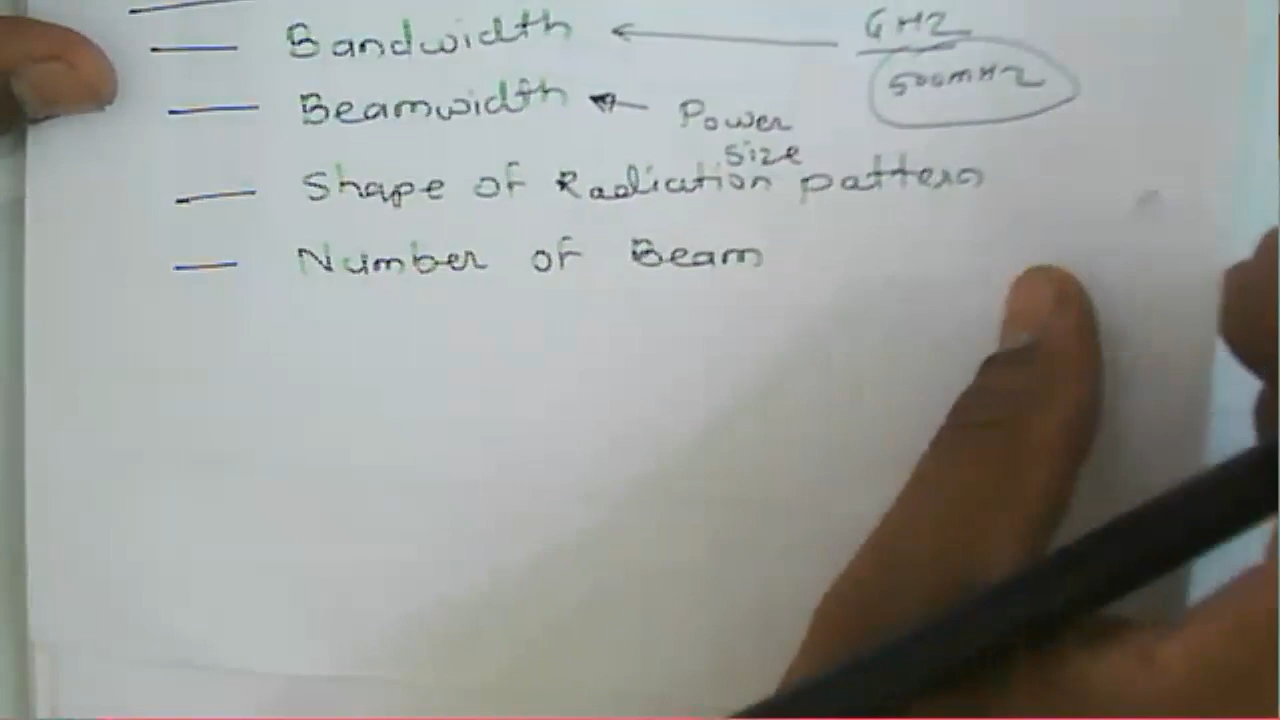 Bandwidth GHZ
500MHZ
Beamwidth Power
Size
Shape of Radiation pattern
Number of Beam